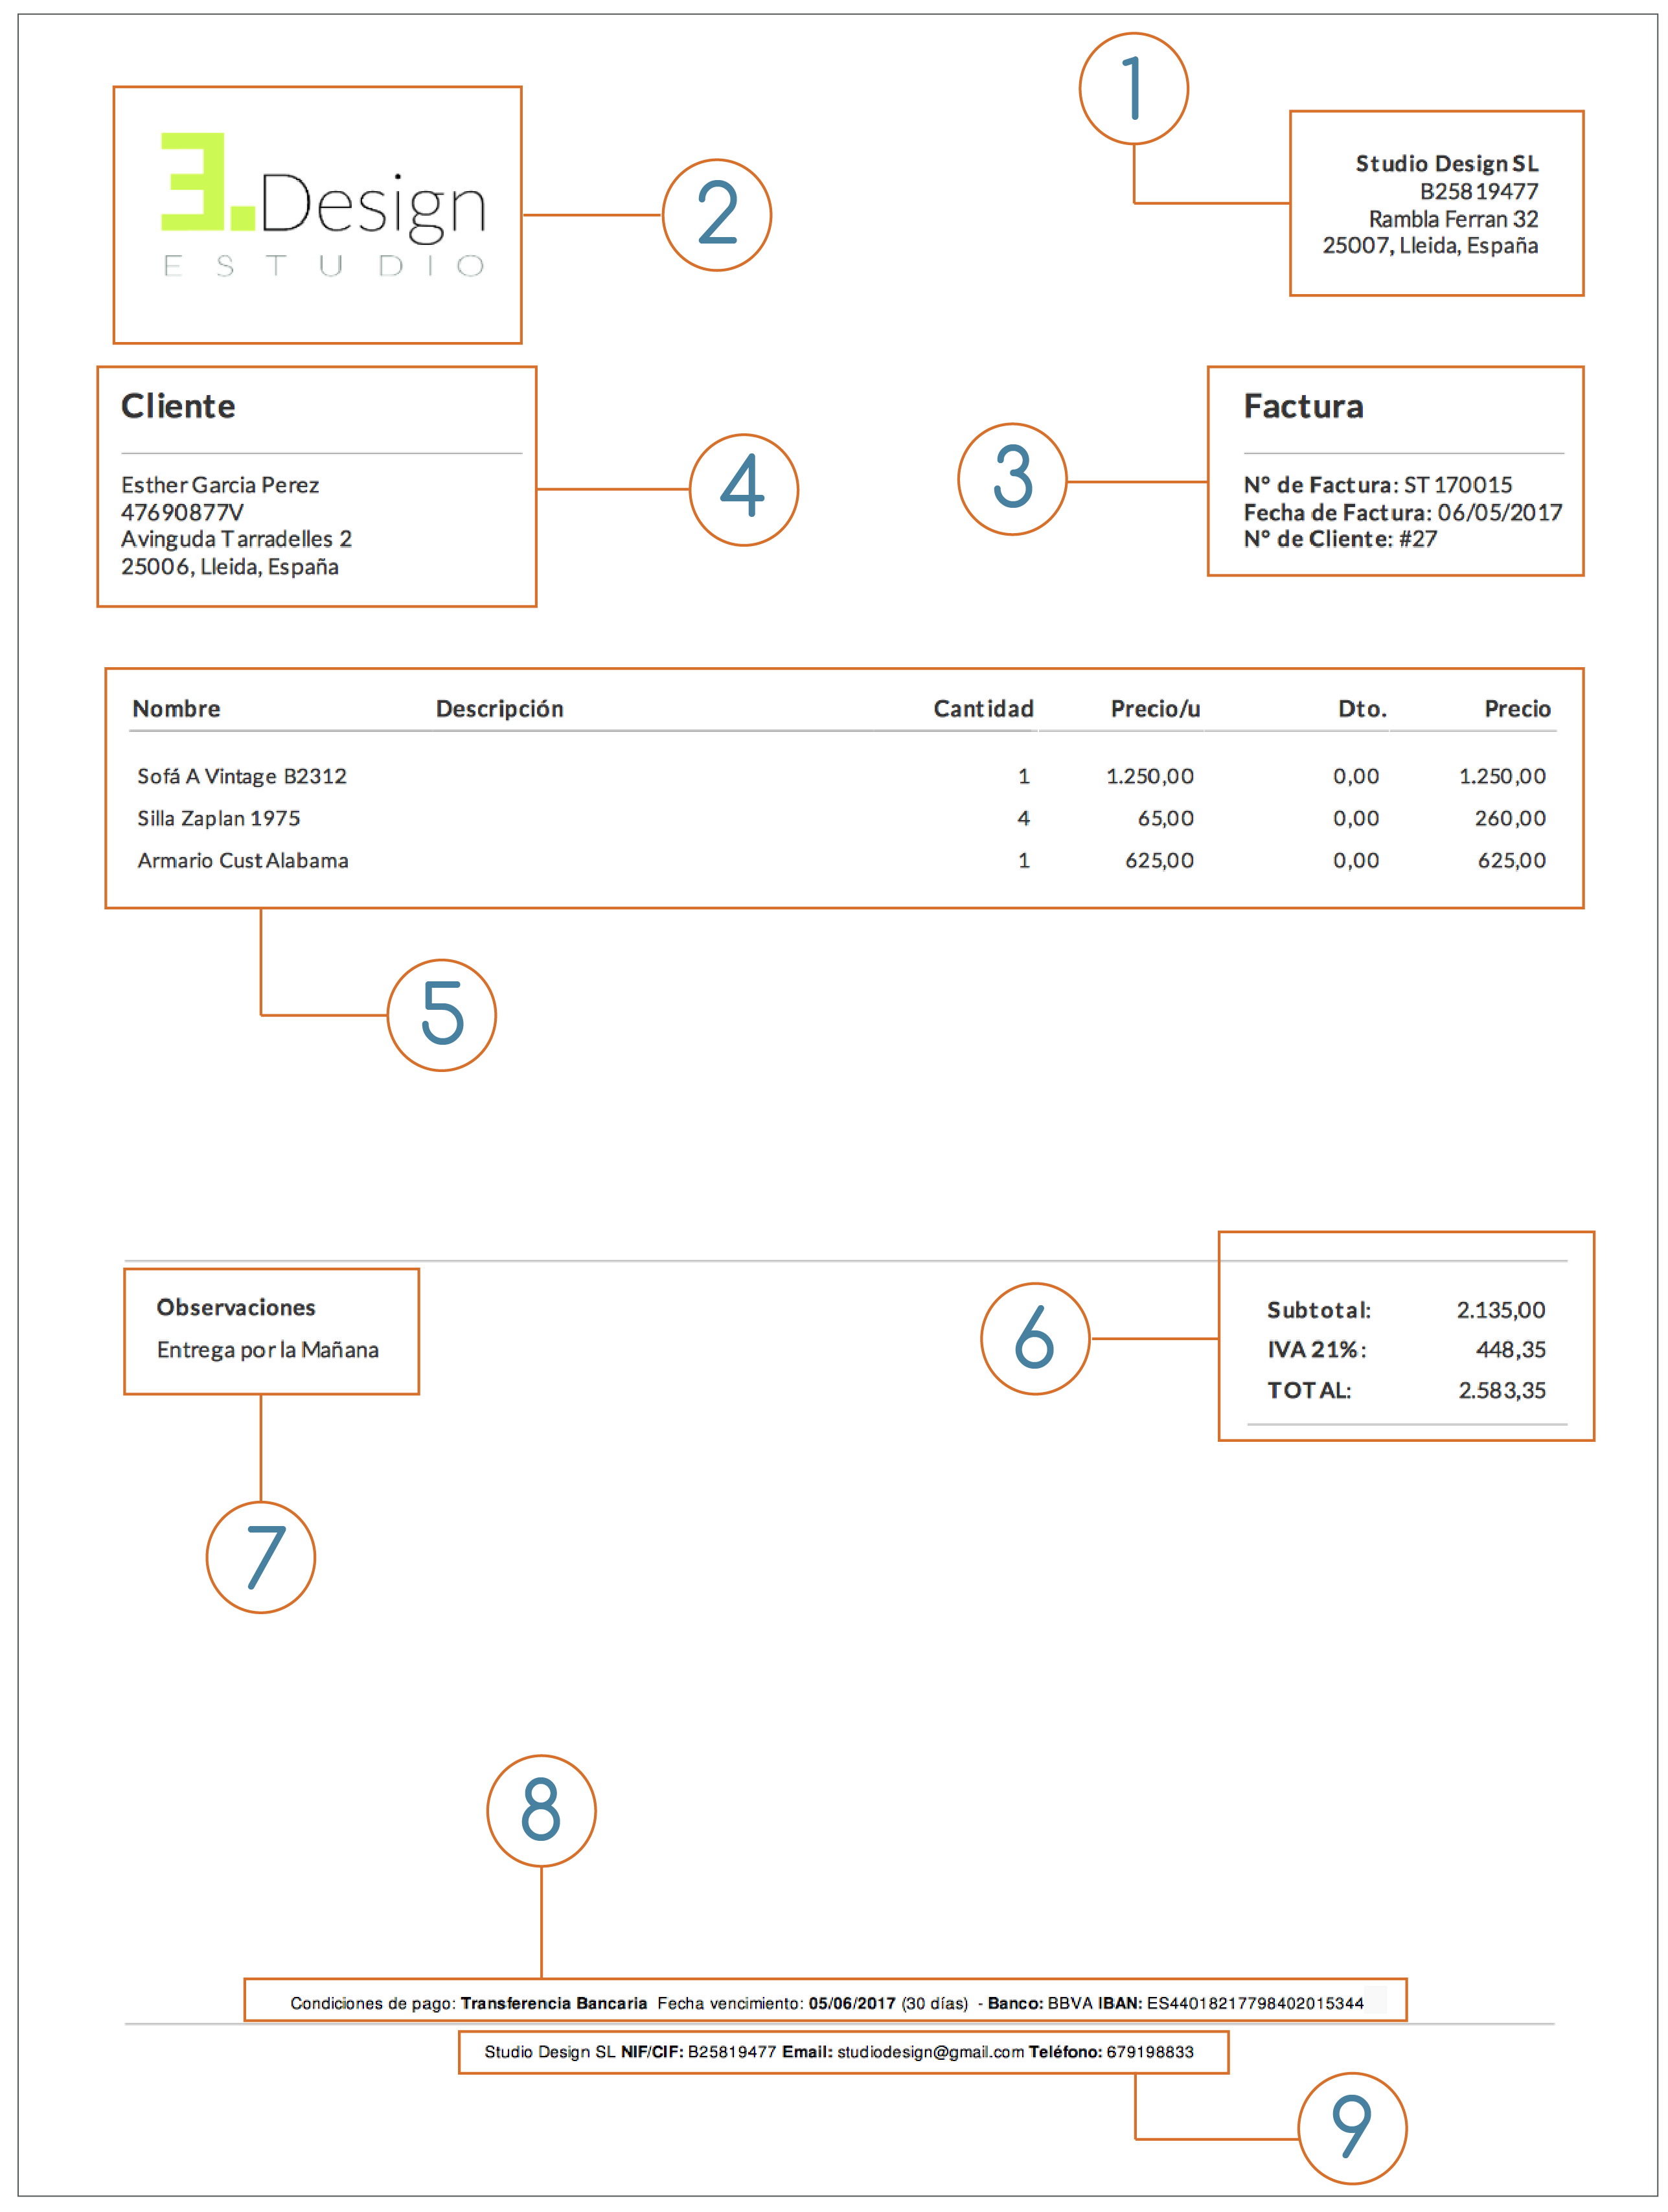 1
Studio Design SL
B25819477
Rambla Ferran 32
25007, Lleida, España
E.Design
ESTUDIO
2
Cliente
Esther Garcia Perez
47690877V
Avinguda Tarradelles 2
25006, Lleida, España
4
3
Factura
Nº de Factura: ST170015
Fecha de Factura: 06/05/2017
Nº de Cliente: #27
Nombre Descripción Cantidad Precio/u Dto. Precio
Sofá A Vintage B2312 1 1.250,00 0,00 1.250,00
Silla Zaplan 1975 4 65,00 0,00 260,00
Armario Cust Alabama 1 625,00 0,00 625,00
5
Observaciones
Entrega por la Mañana
7
6
Subtotal: 2.135,00
IVA 21%: 448,35
TOTAL: 2.583,35
8
Condiciones de pago: Transferencia Bancaria Fecha vencimiento: 05/06/2017 (30 días) - Banco: BBVA IBAN: ES44018217798402015344
Studio Design SL NIF/CIF: B25819477 Email: studiodesign@gmail.com Teléfono: 679198833
9